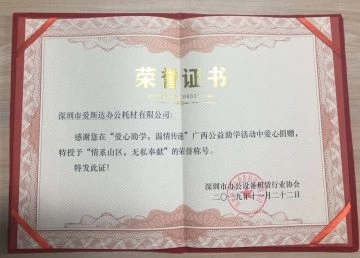 荣誉证书
深圳市爱斯达办公耗材有限公司：
感谢您在“爱心助学，温情传递”广西公益助学活动中爱心捐赠，
特授予“情系山区，无私奉献”的荣誉称号。
特发此证！
深圳市办公设备租赁行业协会
二〇一九年十一月二十二日